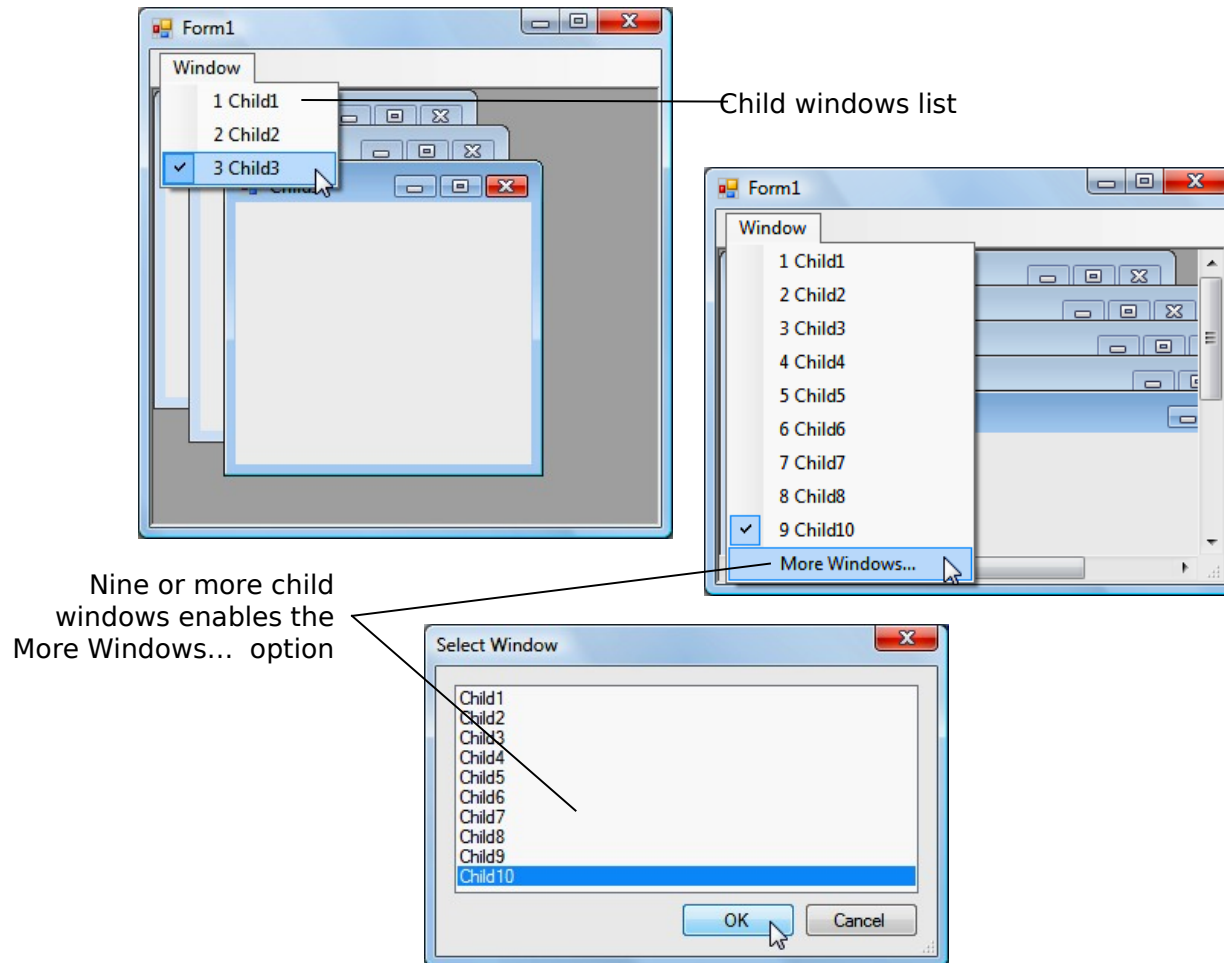 Form1
Window
1 Child1
2 Child2
3 Child3
Child windows list
Form1
Window
1 Child1
2 Child2
3 Child3
4 Child4
5 Child5
6 Child6
7 Child7
8 Child8
9 Child10
More Windows...
Nine or more child
windows enables the
More Windows… option
Select Window
Child1
Child2
Child3
Child4
Child5
Child6
Child7
Child8
Child9
Child10
OK
Cancel